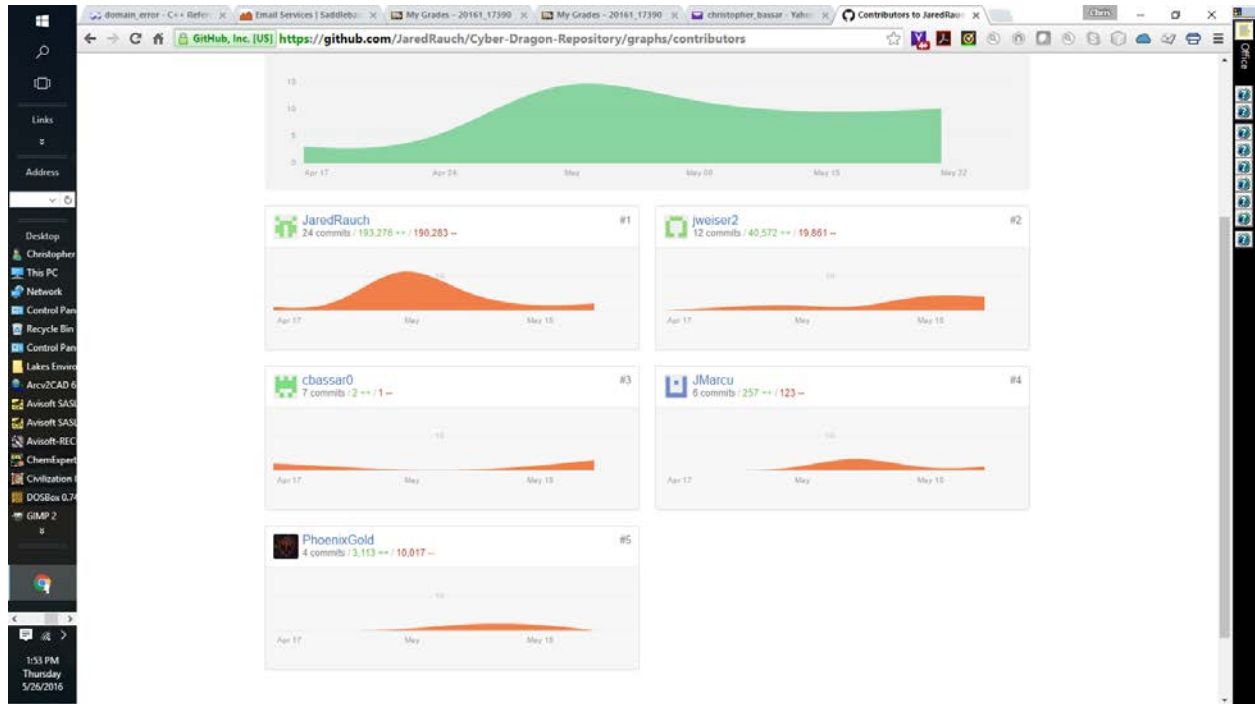 domain_error - C++ Refer
Email Services | Saddleba
My Grades – 20161_17390
My Grades – 20161_17390
christopher_bassar - Yaho
Contributors to JaredRau
Chris
GitHub, Inc. [US] https://github.com/JaredRauch/Cyber-Dragon-Repository/graphs/contributors
Office
Links
Address
Desktop
Christopher
This PC
Network
Control Pan
Recycle Bin
Control Pan
Lakes Enviro
Arcv2CAD 6
Avisoft SASL
Avisoft SASL
Avisoft-REC
ChemExpert
Civilization I
DOSBox 0.74
GIMP 2
1:53 PM
Thursday
5/26/2016
15
10
5
0
Apr 17 Apr 24 May May 08 May 15 May 22
JaredRauch #1
24 commits / 193,278 ++ / 190,283 --
10
Apr 17 May May 15
jweiser2 #2
12 commits / 40,572 ++ / 19,861 --
10
Apr 17 May May 15
cbassar0 #3
7 commits / 2 ++ / 1 --
10
Apr 17 May May 15
JMarcu #4
6 commits / 257 ++ / 123 --
10
Apr 17 May May 15
PhoenixGold #5
4 commits / 3,113 ++ / 10,017 --
10
Apr 17 May May 15